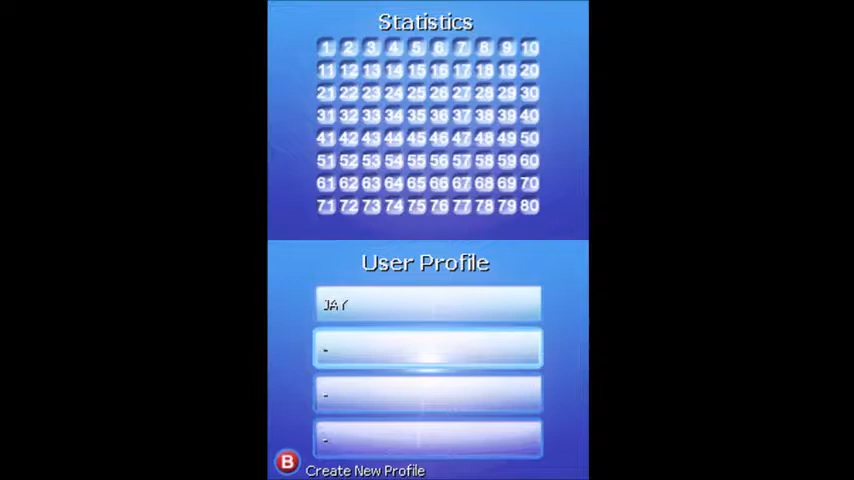 Statistics
1 2 3 4 5 6 7 8 9 10
11 12 13 14 15 16 17 18 19 20
21 22 23 24 25 26 27 28 29 30
31 32 33 34 35 36 37 38 39 40
41 42 43 44 45 46 47 48 49 50
51 52 53 54 55 56 57 58 59 60
61 62 63 64 65 66 67 68 69 70
71 72 73 74 75 76 77 78 79 80
User Profile
JAY
-
-
-
B Create New Profile